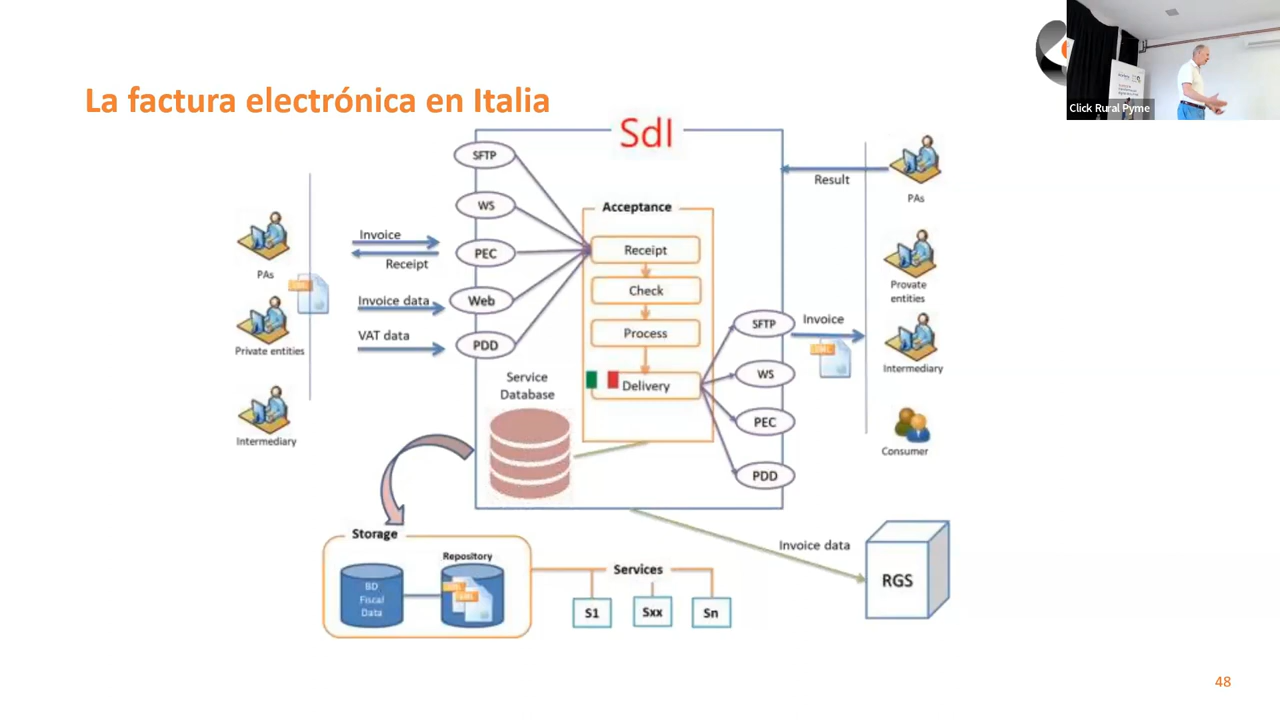 La factura electrónica en Italia
Click Rural Pyme
SdI
SFTP
WS
PEC
Web
PDD
PAs
Private entities
Intermediary
Invoice
Receipt
Invoice data
VAT data
Acceptance
Receipt
Check
Process
Delivery
Service
Database
SFTP
WS
PEC
PDD
Result
Invoice
PAs
Provate
entities
Intermediary
Consumer
Storage
BD
Fiscal
Data
Repository
Services
S1
Sxx
Sn
Invoice data
RGS
48